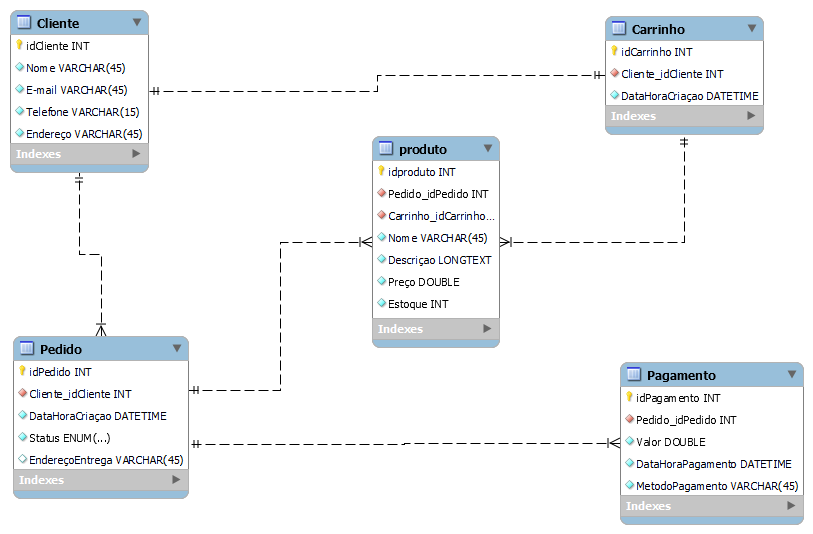 Cliente
idCliente INT
Nome VARCHAR(45)
E-mail VARCHAR(45)
Telefone VARCHAR(15)
Endereço VARCHAR(45)
Indexes
Carrinho
idCarrinho INT
Cliente_idCliente INT
DataHoraCriaçao DATETIME
Indexes
produto
idproduto INT
Pedido_idPedido INT
Carrinho_idCarrinho...
Nome VARCHAR(45)
Descriçao LONGTEXT
Preço DOUBLE
Estoque INT
Indexes
Pedido
idPedido INT
Cliente_idCliente INT
DataHoraCriaçao DATETIME
Status ENUM(...)
EndereçoEntrega VARCHAR(45)
Indexes
Pagamento
idPagamento INT
Pedido_idPedido INT
Valor DOUBLE
DataHoraPagamento DATETIME
MetodoPagamento VARCHAR(45)
Indexes